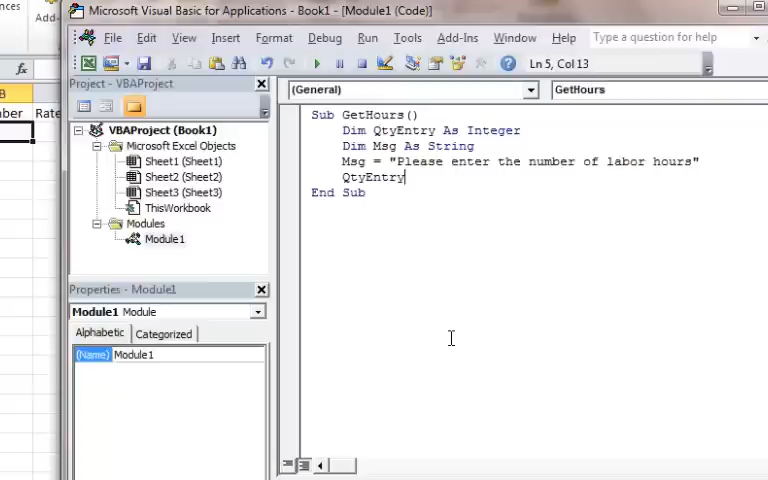 Microsoft Visual Basic for Applications - Book1 - [Module1 (Code)]
File Edit View Insert Format Debug Run Tools Add-Ins Window Help Type a question for help
Ln 5, Col 13
nces
Add-
fx
B
mber Rate
Project - VBAProject
(General) GetHours
VBAProject (Book1)
Microsoft Excel Objects
Sheet1 (Sheet1)
Sheet2 (Sheet2)
Sheet3 (Sheet3)
ThisWorkbook
Modules
Module1
Properties - Module1
Module1 Module
Alphabetic Categorized
(Name) Module1
Sub GetHours()
Dim QtyEntry As Integer
Dim Msg As String
Msg = "Please enter the number of labor hours"
QtyEntry
End Sub